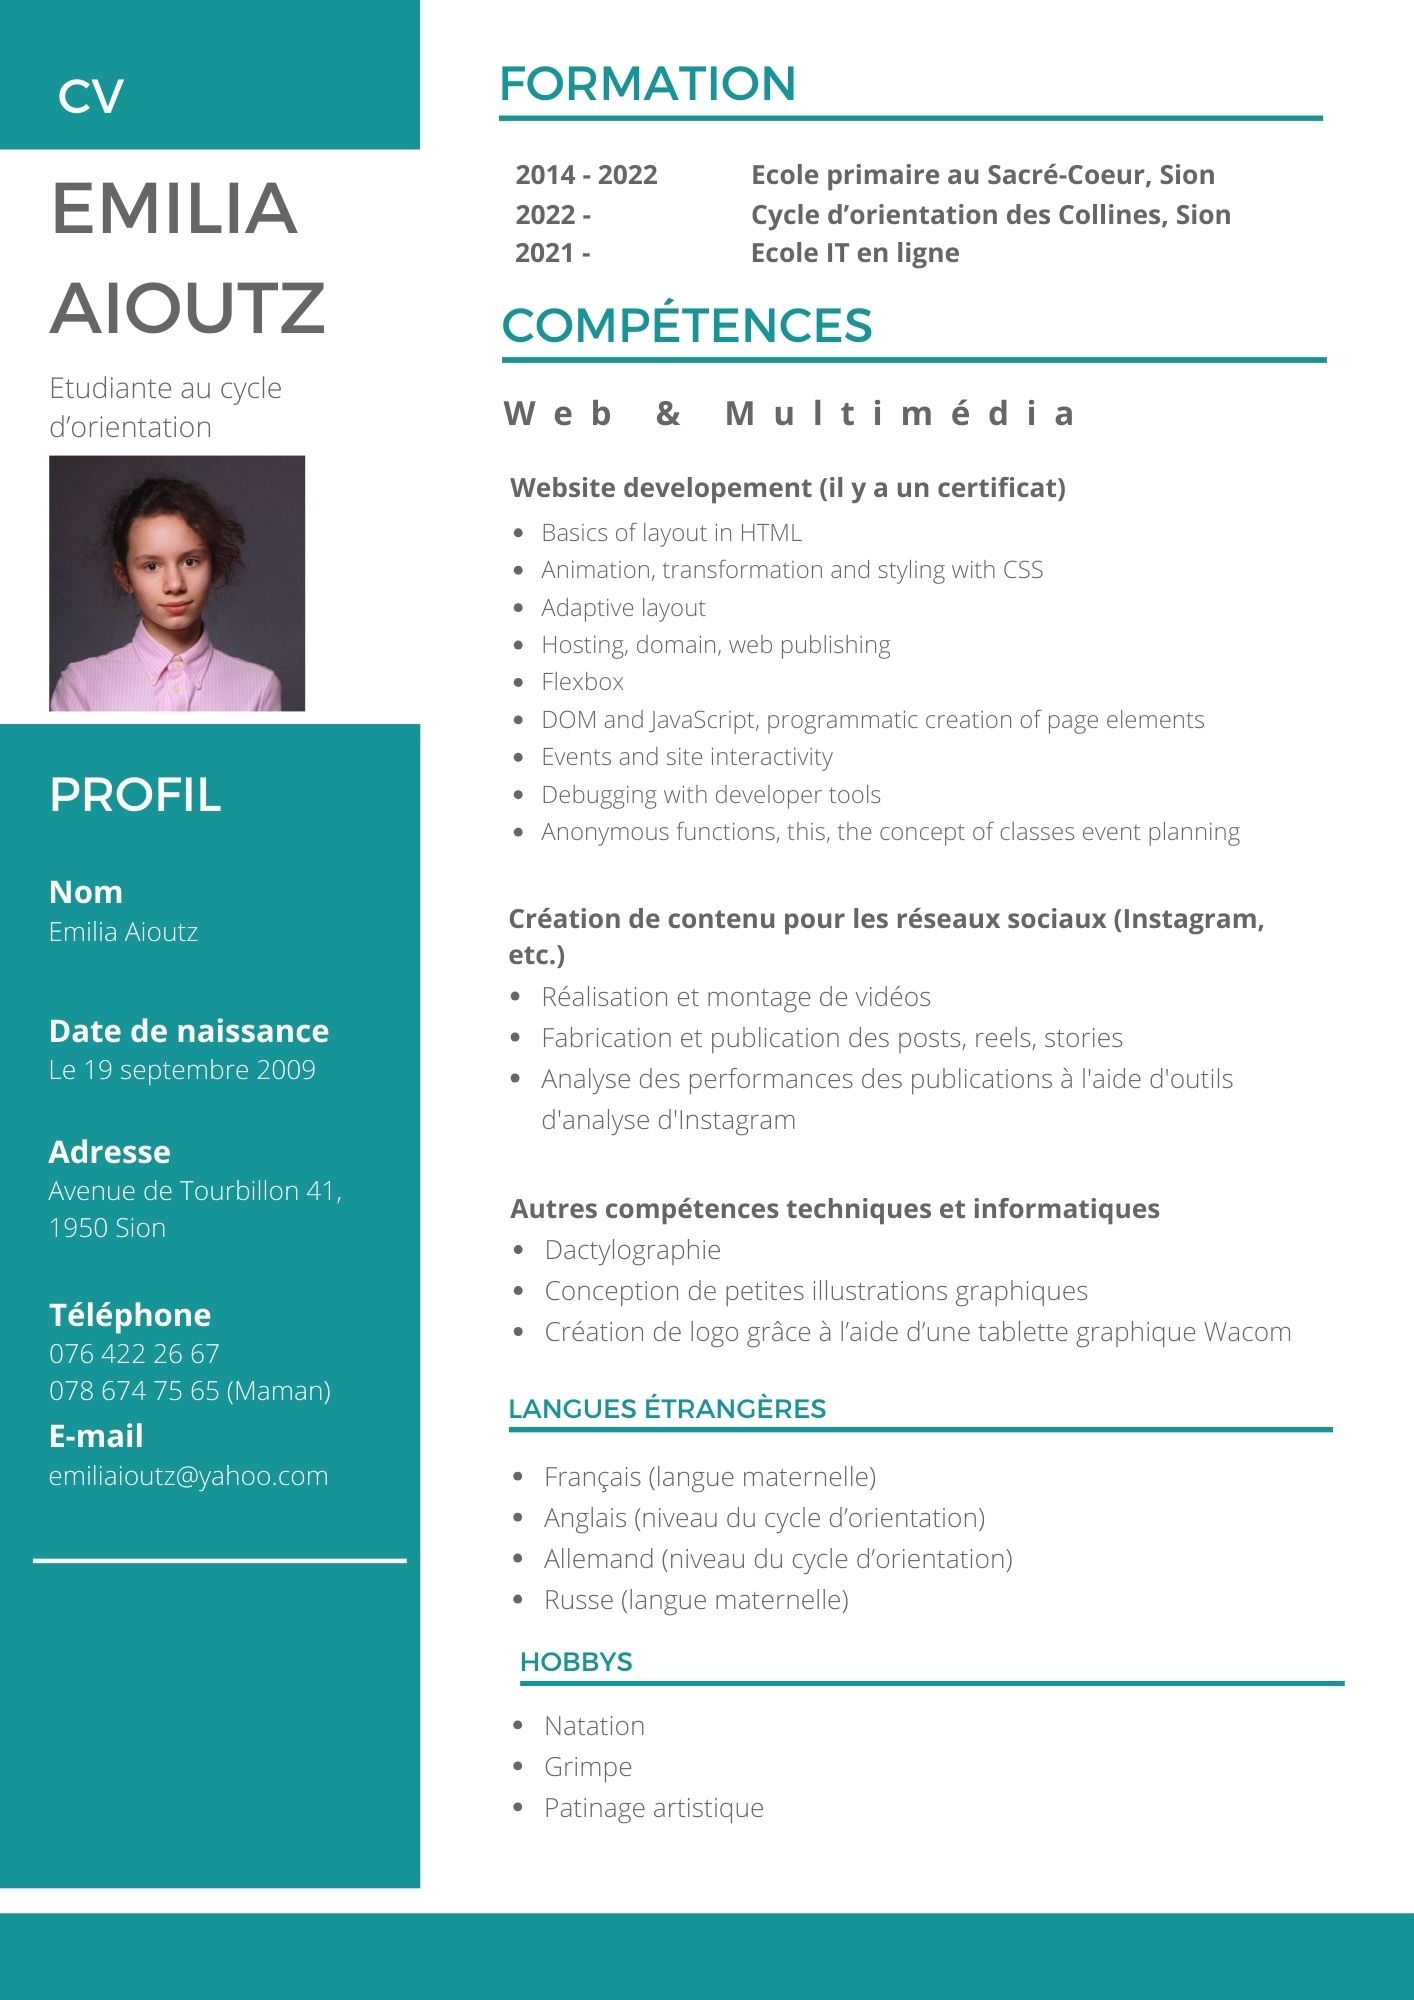 CV
EMILIA
AIOUTZ
Etudiante au cycle
d’orientation
PROFIL
Nom
Emilia Aioutz
Date de naissance
Le 19 septembre 2009
Adresse
Avenue de Tourbillon 41,
1950 Sion
Téléphone
076 422 26 67
078 674 75 65 (Maman)
E-mail
emiliaioutz@yahoo.com
FORMATION
2014 - 2022 Ecole primaire au Sacré-Coeur, Sion
2022 - Cycle d’orientation des Collines, Sion
2021 - Ecole IT en ligne
COMPÉTENCES
Web & Multimédia
Website developement (il y a un certificat)
• Basics of layout in HTML
• Animation, transformation and styling with CSS
• Adaptive layout
• Hosting, domain, web publishing
• Flexbox
• DOM and JavaScript, programmatic creation of page elements
• Events and site interactivity
• Debugging with developer tools
• Anonymous functions, this, the concept of classes event planning
Création de contenu pour les réseaux sociaux (Instagram,
etc.)
• Réalisation et montage de vidéos
• Fabrication et publication des posts, reels, stories
• Analyse des performances des publications à l'aide d'outils
d'analyse d'Instagram
Autres compétences techniques et informatiques
• Dactylographie
• Conception de petites illustrations graphiques
• Création de logo grâce à l’aide d’une tablette graphique Wacom
LANGUES ÉTRANGÈRES
• Français (langue maternelle)
• Anglais (niveau du cycle d’orientation)
• Allemand (niveau du cycle d’orientation)
• Russe (langue maternelle)
HOBBYS
• Natation
• Grimpe
• Patinage artistique